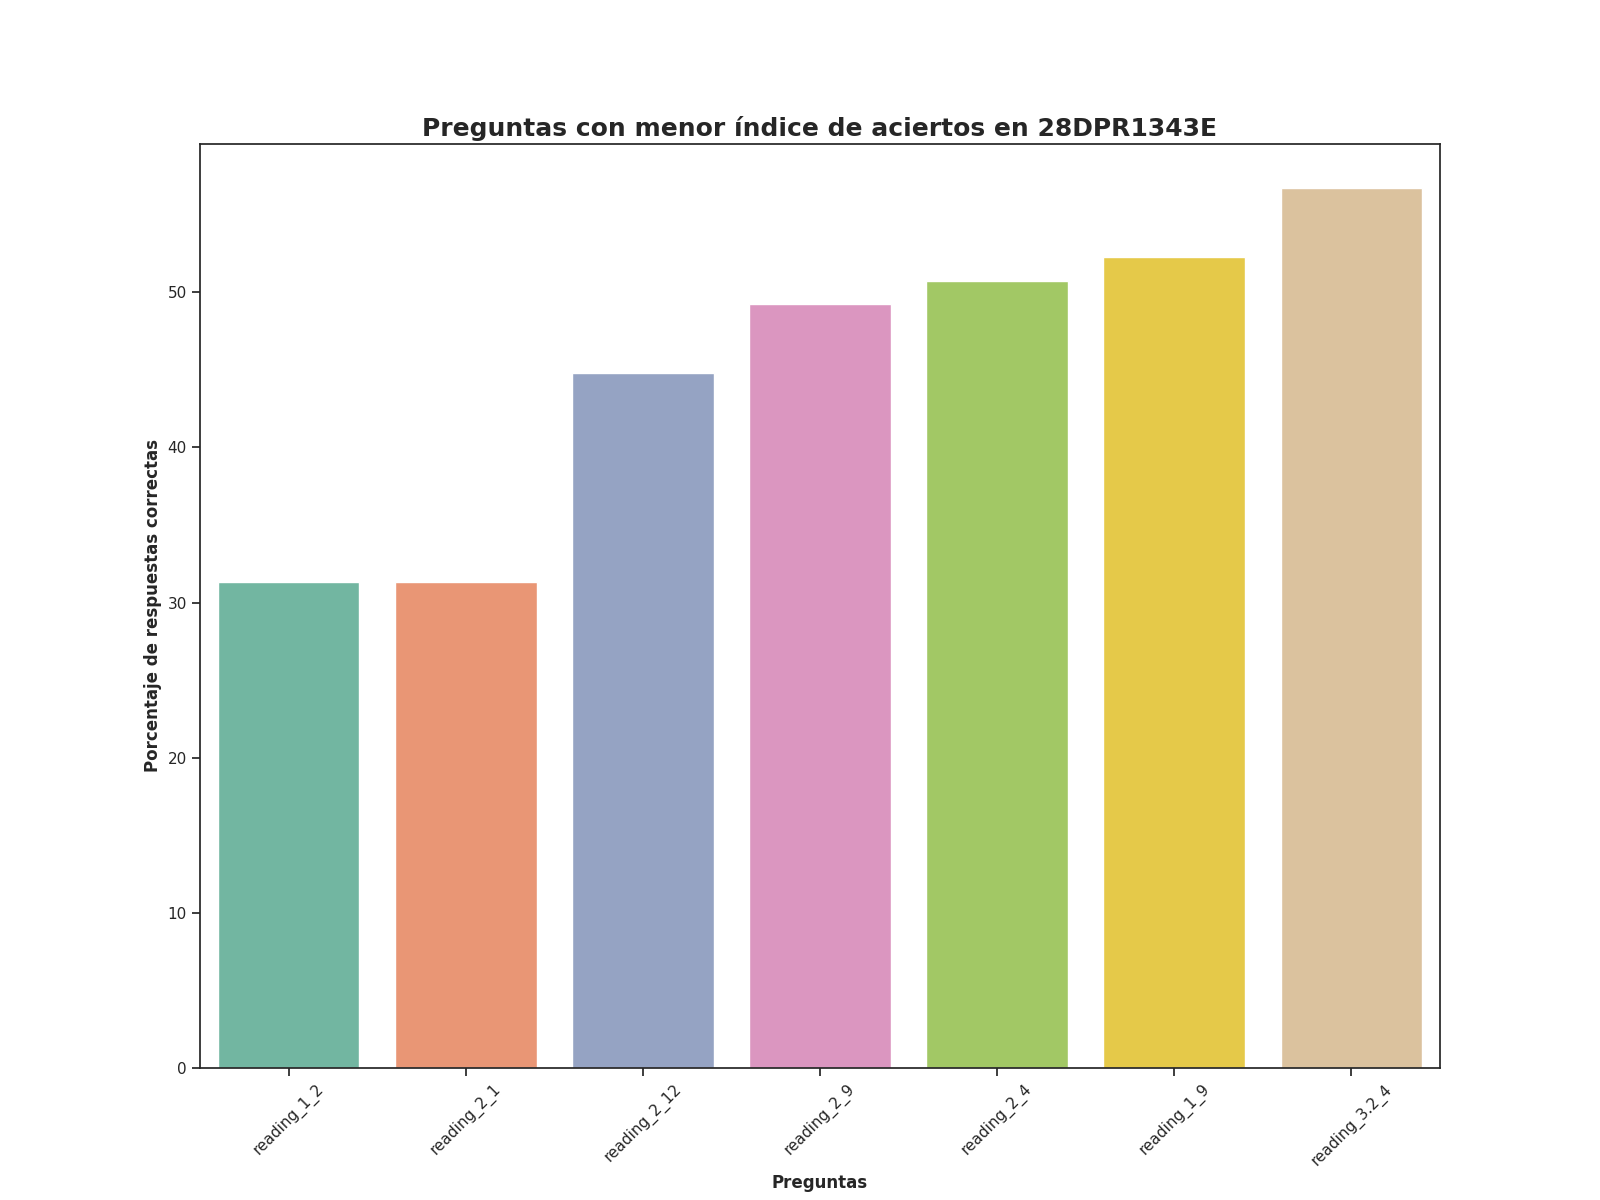 Preguntas con menor índice de aciertos en 28DPR1343E
Porcentaje de respuestas correctas
50
40
30
20
10
0
reading_1_2
reading_2_1
reading_2_12
reading_2_9
reading_2_4
reading_1_9
reading_3.2_4
Preguntas